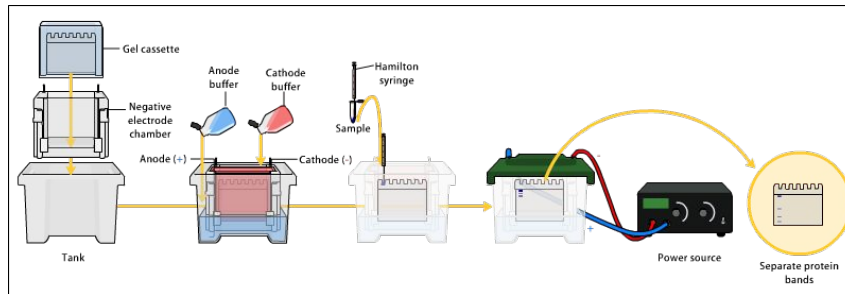 Gel cassette
Negative
electrode
chamber
Tank
Anode
buffer
Cathode
buffer
Anode (+)
Cathode (-)
Hamilton
syringe
Sample
-
+
Power source
Separate protein
bands